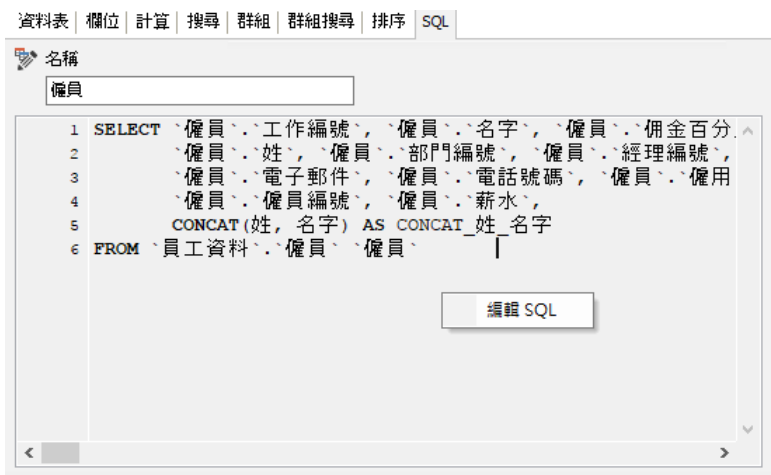 資料表 欄位 計算 搜尋 群組 群組搜尋 排序 SQL
名稱
僱員
1 SELECT `僱員`.`工作編號`, `僱員`.`名字`, `僱員`.`佣金百分
2 `僱員`.`姓`, `僱員`.`部門編號`, `僱員`.`經理編號`,
3 `僱員`.`電子郵件`, `僱員`.`電話號碼`, `僱員`.`僱用
4 `僱員`.`僱員編號`, `僱員`.`薪水`,
5 CONCAT(姓, 名字) AS CONCAT_姓_名字
6 FROM `員工資料`.`僱員` `僱員`
編輯 SQL